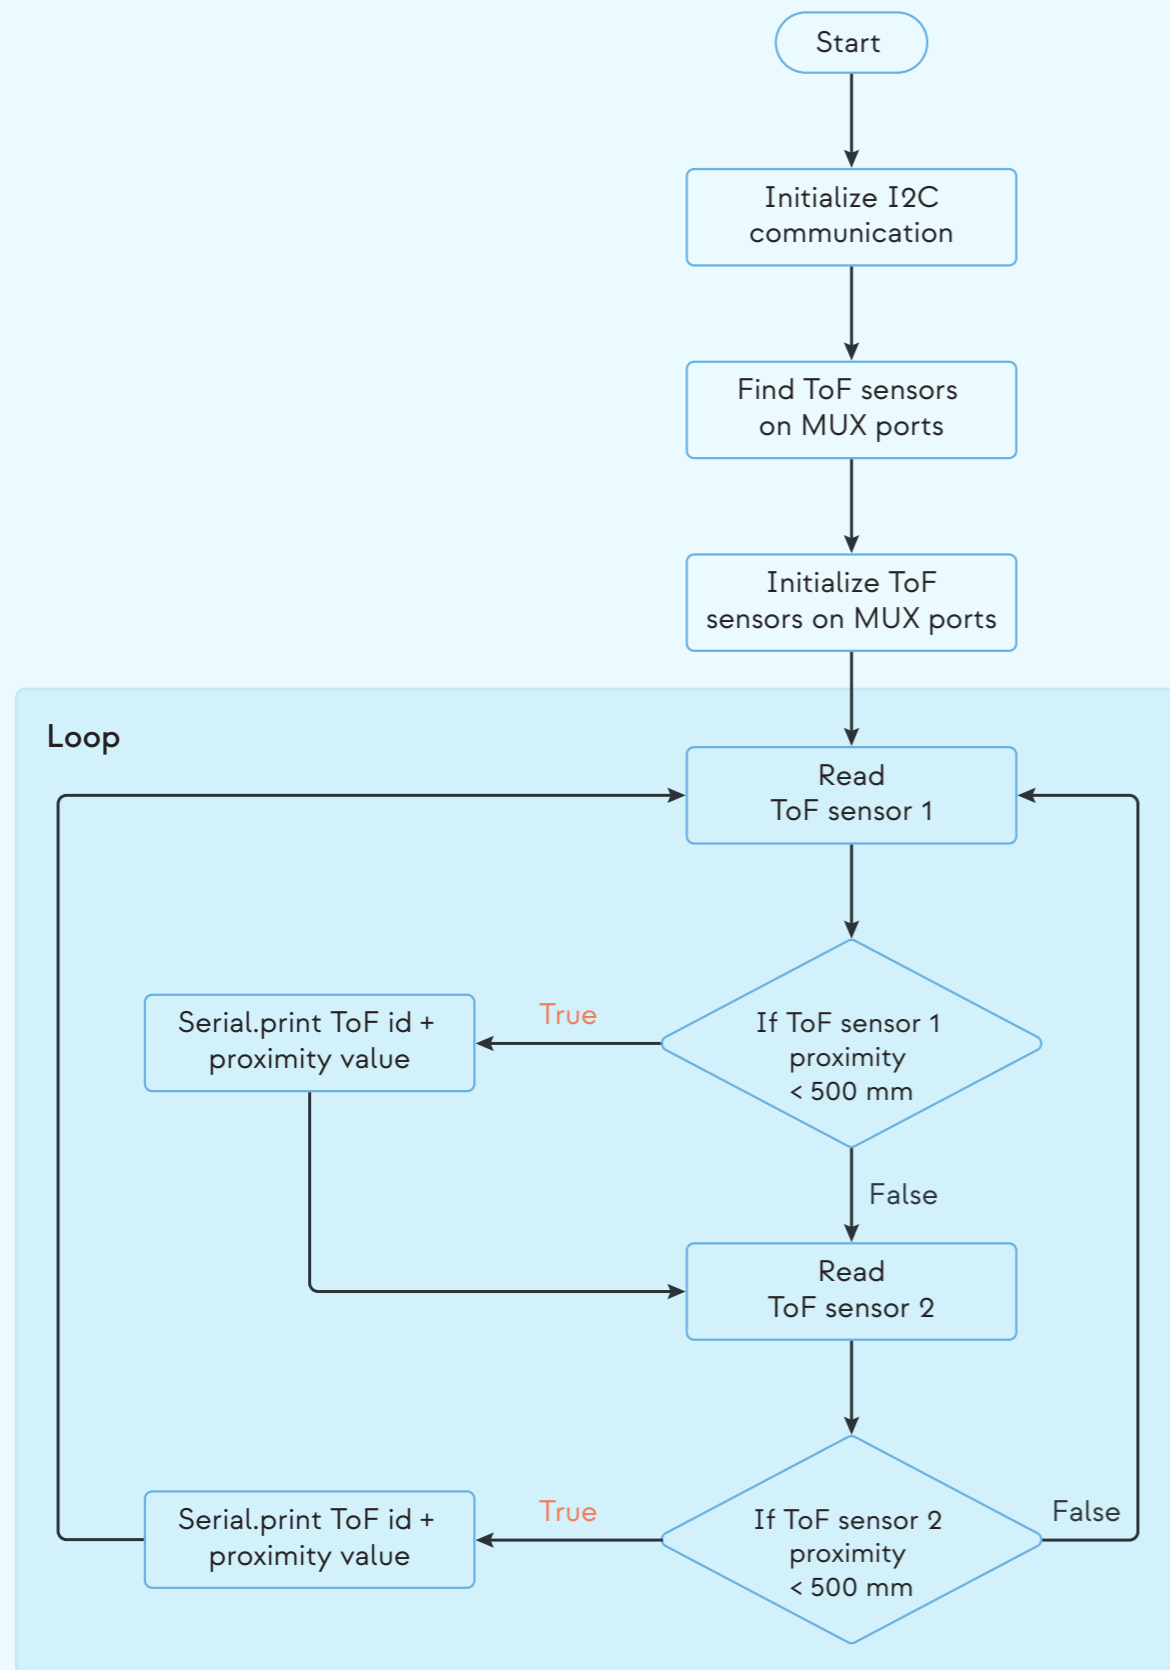 Start
Initialize I2C
communication
Find ToF sensors
on MUX ports
Initialize ToF
sensors on MUX ports
Loop
Read
ToF sensor 1
If ToF sensor 1
proximity
< 500 mm
True
Serial.print ToF id +
proximity value
False
Read
ToF sensor 2
If ToF sensor 2
proximity
< 500 mm
True
Serial.print ToF id +
proximity value
False